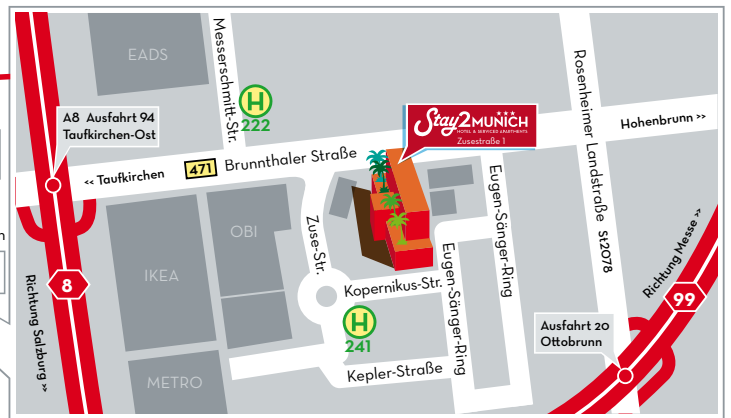 EADS
Messerschmitt-Str.
H
222
A8 Ausfahrt 94
Taufkirchen-Ost
Stay2MUNICH
HOTEL & SERVICED APARTMENTS
Zusestraße 1
Rosenheimer Landstraße St2078
Hohenbrunn >>
<< Taufkirchen
471
Brunnthaler Straße
OBI
IKEA
Zuse-Str.
Eugen-Sänger-Ring
Eugen-Sänger-Ring
Richtung Messe >>
8
99
Richtung Salzburg >>
Kopernikus-Str.
H
241
Ausfahrt 20
Ottobrunn
METRO
Kepler-Straße
n